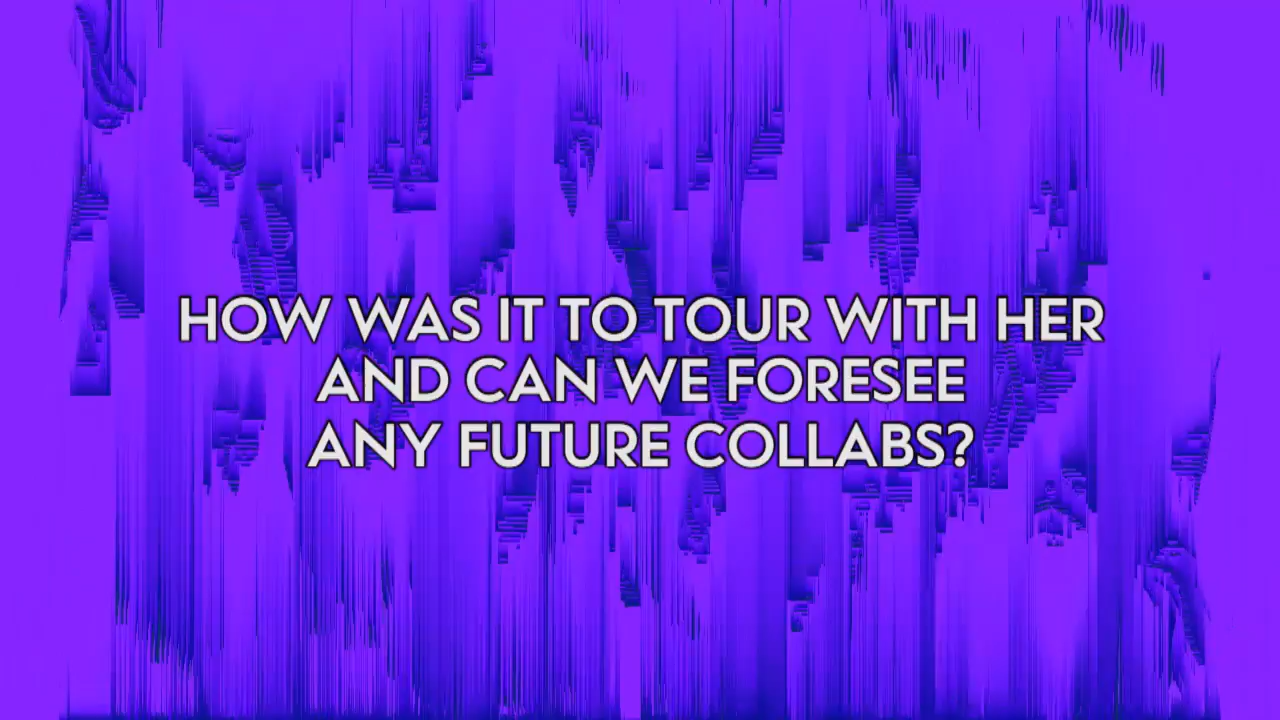 HOW WAS IT TO TOUR WITH HER
AND CAN WE FORESEE
ANY FUTURE COLLABS?